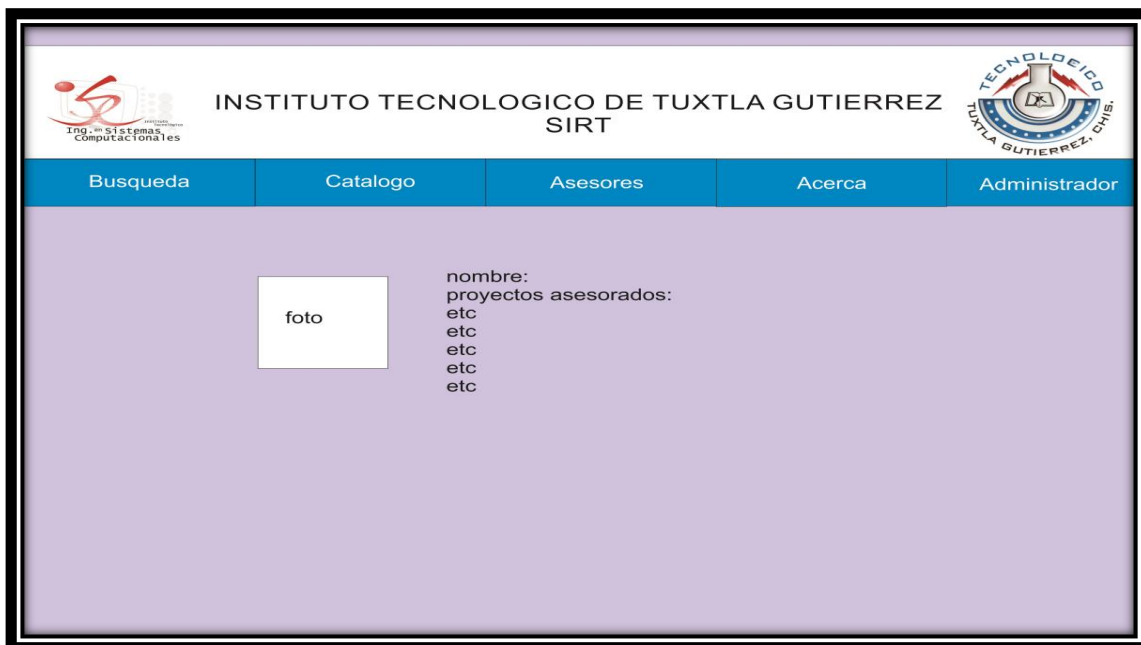 Ing. en Sistemas
Computacionales
INSTITUTO TECNOLOGICO DE TUXTLA GUTIERREZ
SIRT
TECNOLOGICO
TUXTLA GUTIERREZ, CHIS.
Busqueda
Catalogo
Asesores
Acerca
Administrador
foto
nombre:
proyectos asesorados:
etc
etc
etc
etc
etc